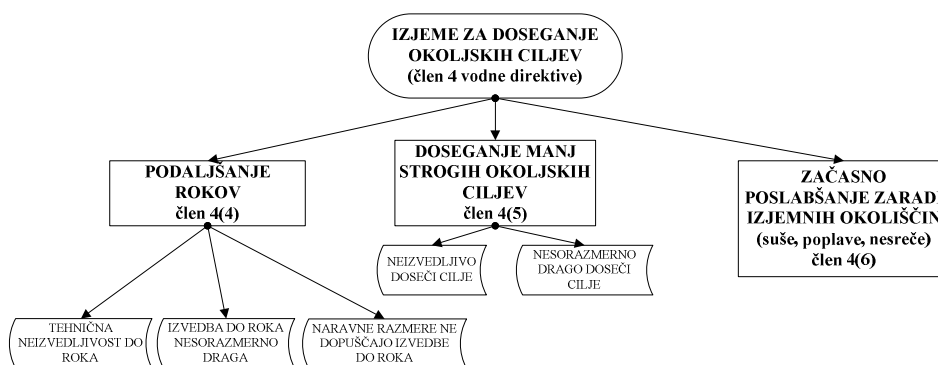 IZJEME ZA DOSEGANJE
OKOLJSKIH CILJEV
(člen 4 vodne direktive)
PODALJŠANJE
ROKOV
člen 4(4)
DOSEGANJE MANJ
STROGIH OKOLJSKIH
CILJEV
člen 4(5)
ZAČASNO
POSLABŠANJE ZARADI
IZJEMNIH OKOLIŠČIN
(suše, poplave, nesreče)
člen 4(6)
NEIZVEDLJIVO
DOSEČI CILJE
NESORAZMERNO
DRAGO DOSEČI
CILJE
TEHNIČNA
NEIZVEDLJIVOST DO
ROKA
IZVEDBA DO ROKA
NESORAZMERNO
DRAGA
NARAVNE RAZMERE NE
DOPUŠČAJO IZVEDBE
DO ROKA